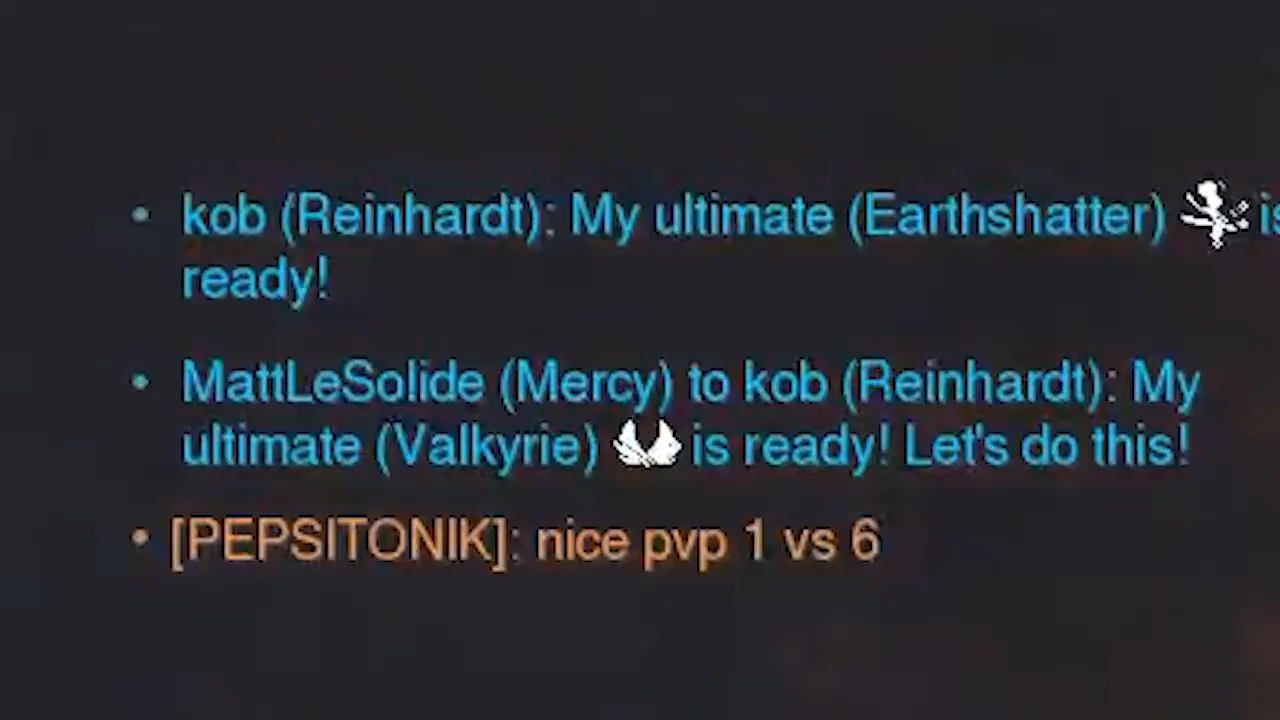 • kob (Reinhardt): My ultimate (Earthshatter) is
ready!
• MattLeSolide (Mercy) to kob (Reinhardt): My
ultimate (Valkyrie) is ready! Let's do this!
• [PEPSITONIK]: nice pvp 1 vs 6